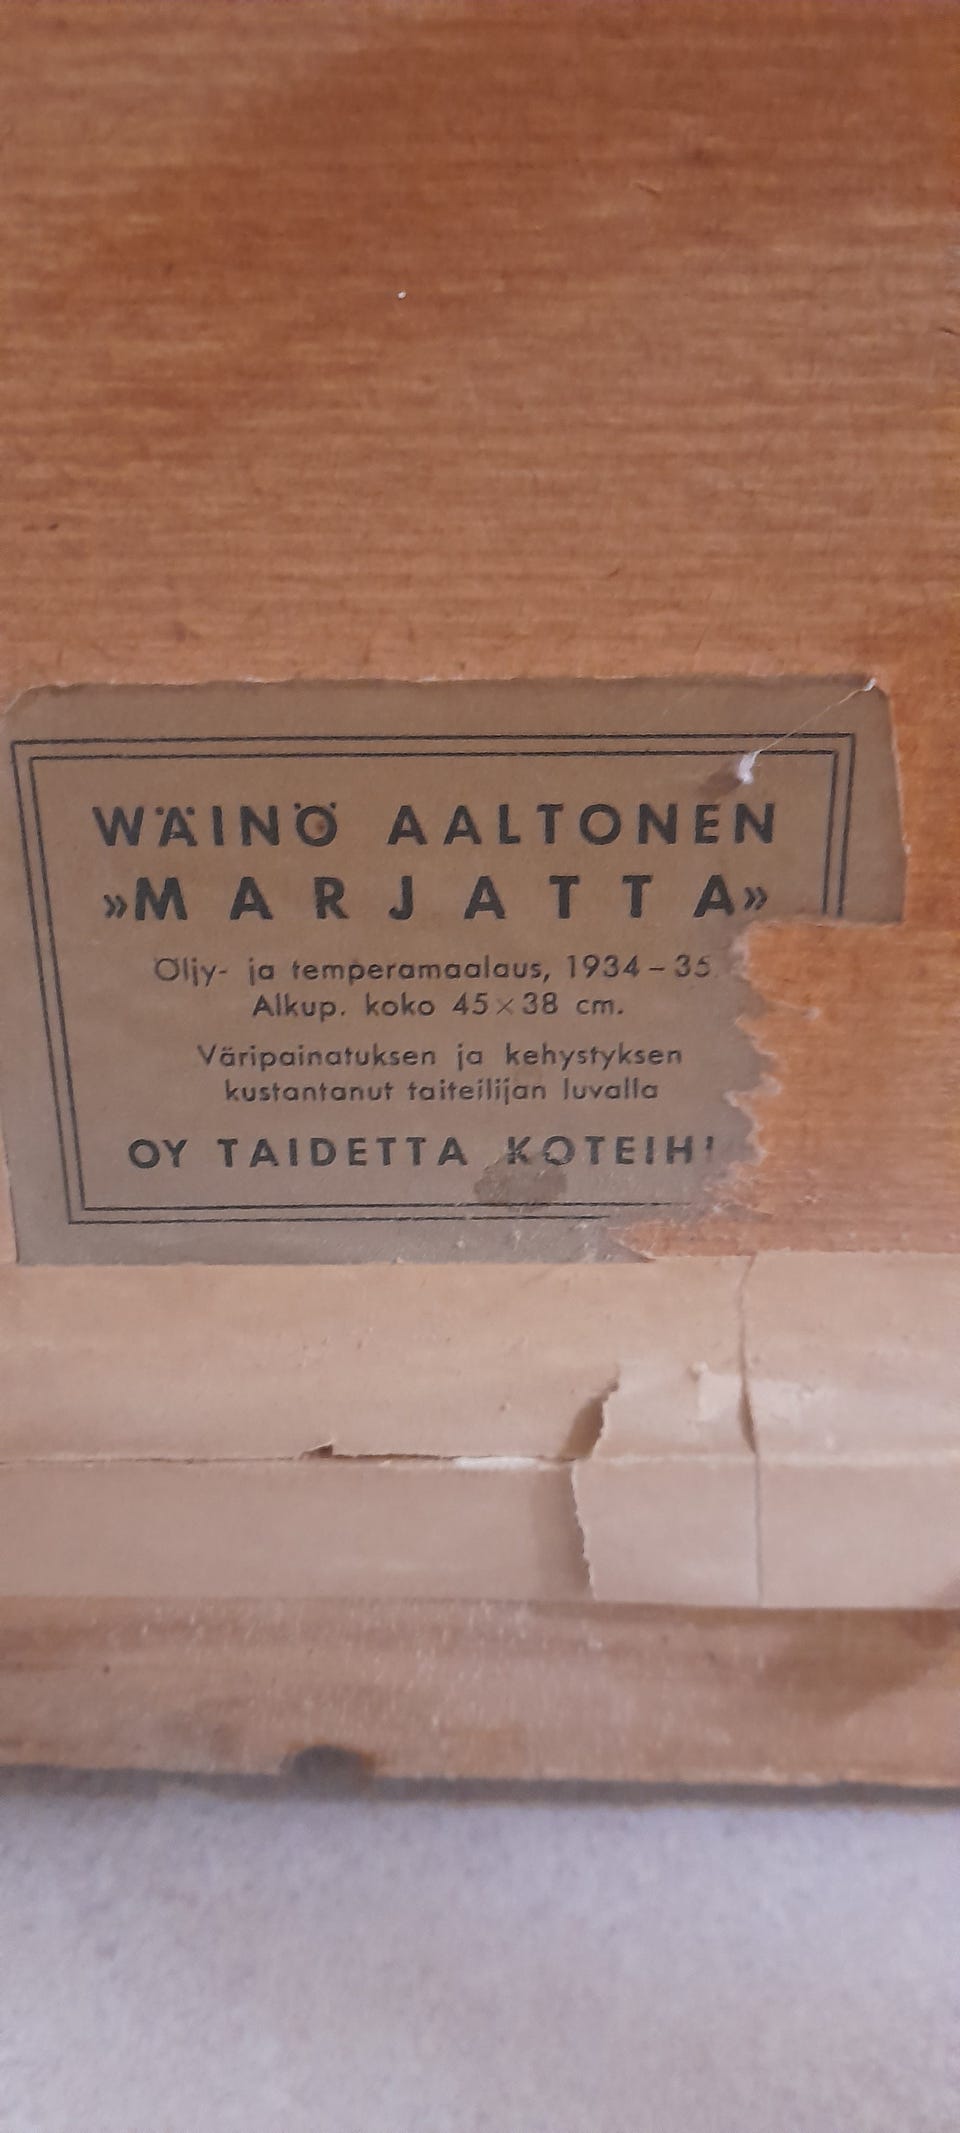 WÄINÖ AALTONEN
»MARJATTA»
Öljy- ja temperamaalaus, 1934–35.
Alkup. koko 45×38 cm.
Väripainatuksen ja kehystyksen
kustantanut taiteilijan luvalla
OY TAIDETTA